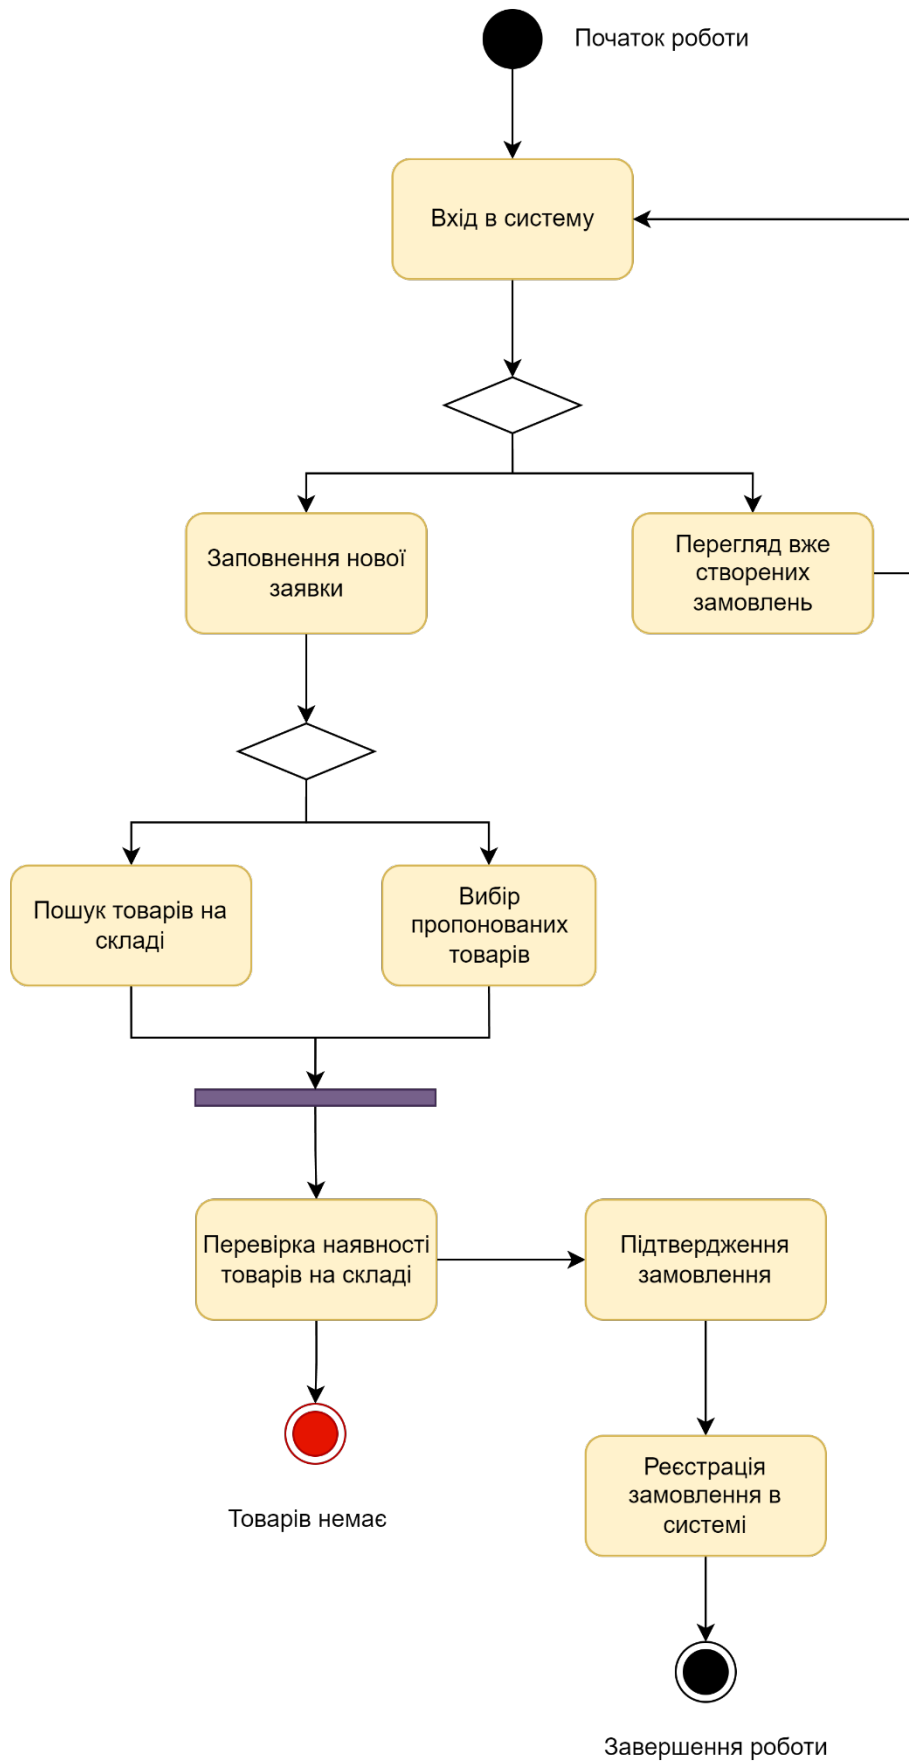 Початок роботи
Вхід в систему
Заповнення нової
заявки
Перегляд вже
створених
замовлень
Пошук товарів на
складі
Вибір
пропонованих
товарів
Перевірка наявності
товарів на складі
Підтвердження
замовлення
Товарів немає
Реєстрація
замовлення в
системі
Завершення роботи